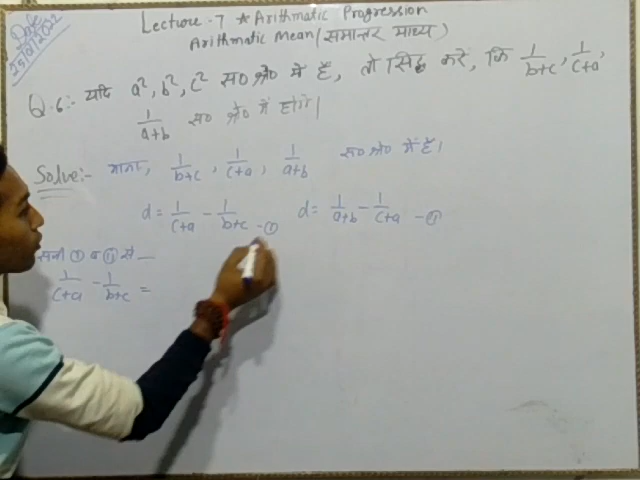 Date
25/9/2022
Lecture-7 * Arithmatic Progression
Arithmatic Mean (समान्तर माध्य)
Q.6:- यदि a², b², c² स० श्रे० में हैं, तो सिद्ध करें, कि 1/(b+c), 1/(c+a),
1/(a+b) स० श्रे० में होंगे।
Solve:- माना, 1/(b+c), 1/(c+a), 1/(a+b) स० श्रे० में हैं।
d = 1/(c+a) - 1/(b+c) -① d = 1/(a+b) - 1/(c+a) -②
समी ① व ② से —
1/(c+a) - 1/(b+c) =